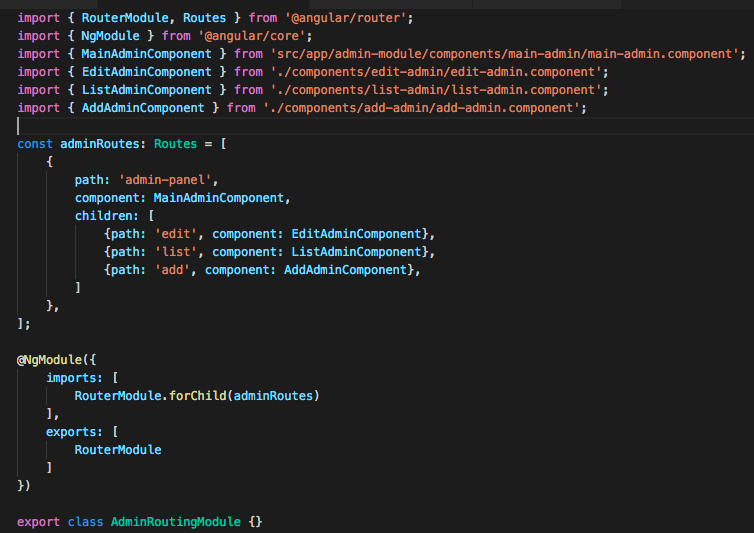 import { RouterModule, Routes } from '@angular/router';
import { NgModule } from '@angular/core';
import { MainAdminComponent } from 'src/app/admin-module/components/main-admin/main-admin.component';
import { EditAdminComponent } from './components/edit-admin/edit-admin.component';
import { ListAdminComponent } from './components/list-admin/list-admin.component';
import { AddAdminComponent } from './components/add-admin/add-admin.component';
const adminRoutes: Routes = [
    {
        path: 'admin-panel',
        component: MainAdminComponent,
        children: [
            {path: 'edit', component: EditAdminComponent},
            {path: 'list', component: ListAdminComponent},
            {path: 'add', component: AddAdminComponent},
        ]
    },
];
@NgModule({
    imports: [
        RouterModule.forChild(adminRoutes)
    ],
    exports: [
        RouterModule
    ]
})
export class AdminRoutingModule {}